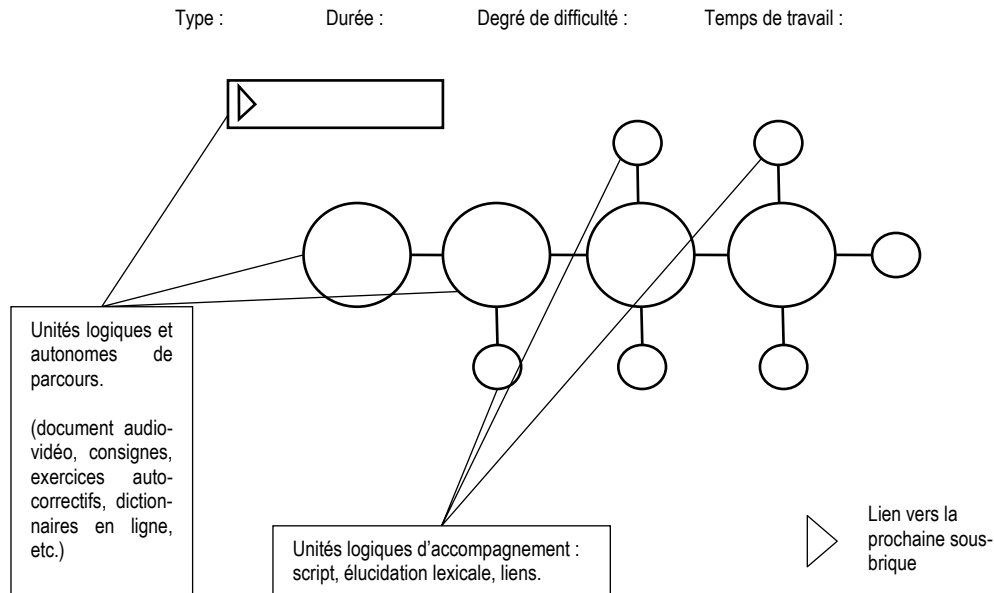 Type : Durée : Degré de difficulté : Temps de travail :
Unités logiques et
autonomes de
parcours.
(document audio-
vidéo, consignes,
exercices auto-
correctifs, diction-
naires en ligne,
etc.)
Unités logiques d’accompagnement :
script, élucidation lexicale, liens.
Lien vers la
prochaine sous-
brique